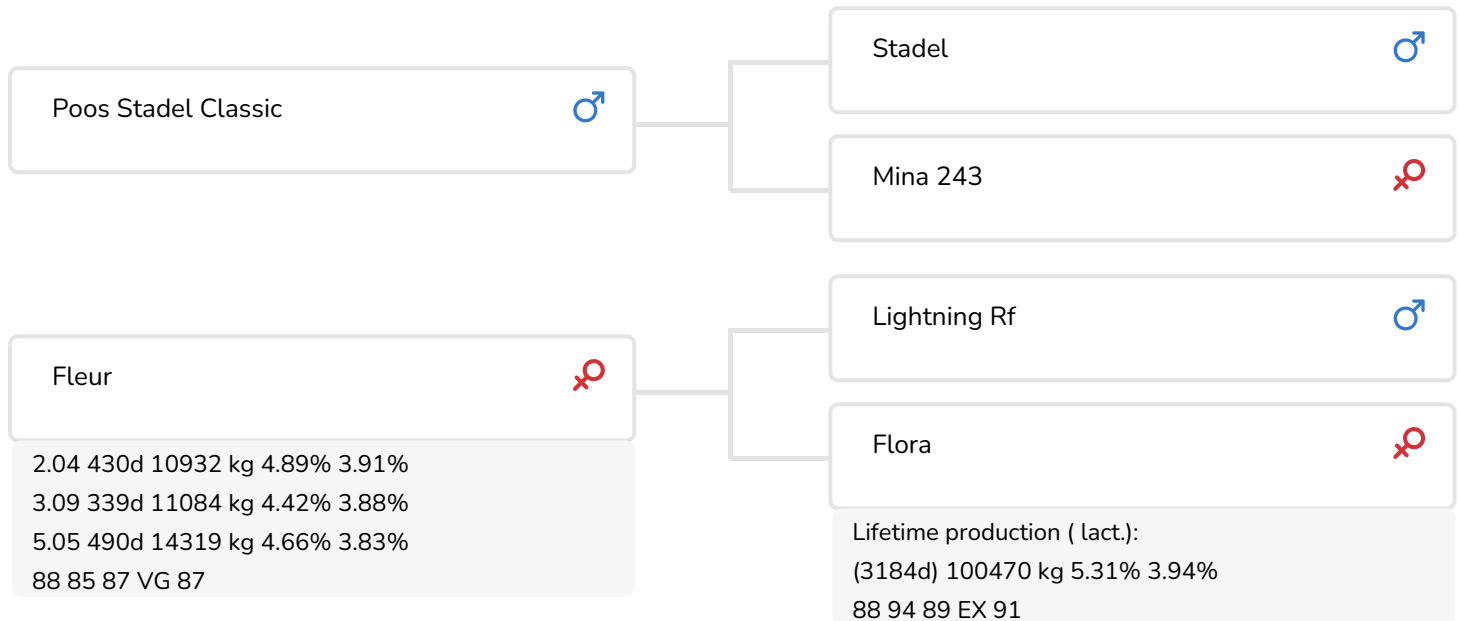 Poos Stadel Classic
Stadel
Mina 243
Fleur
2.04 430d 10932 kg 4.89% 3.91%
3.09 339d 11084 kg 4.42% 3.88%
5.05 490d 14319 kg 4.66% 3.83%
88 85 87 VG 87
Lightning Rf
Flora
Lifetime production ( lact.):
(3184d) 100470 kg 5.31% 3.94%
88 94 89 EX 91